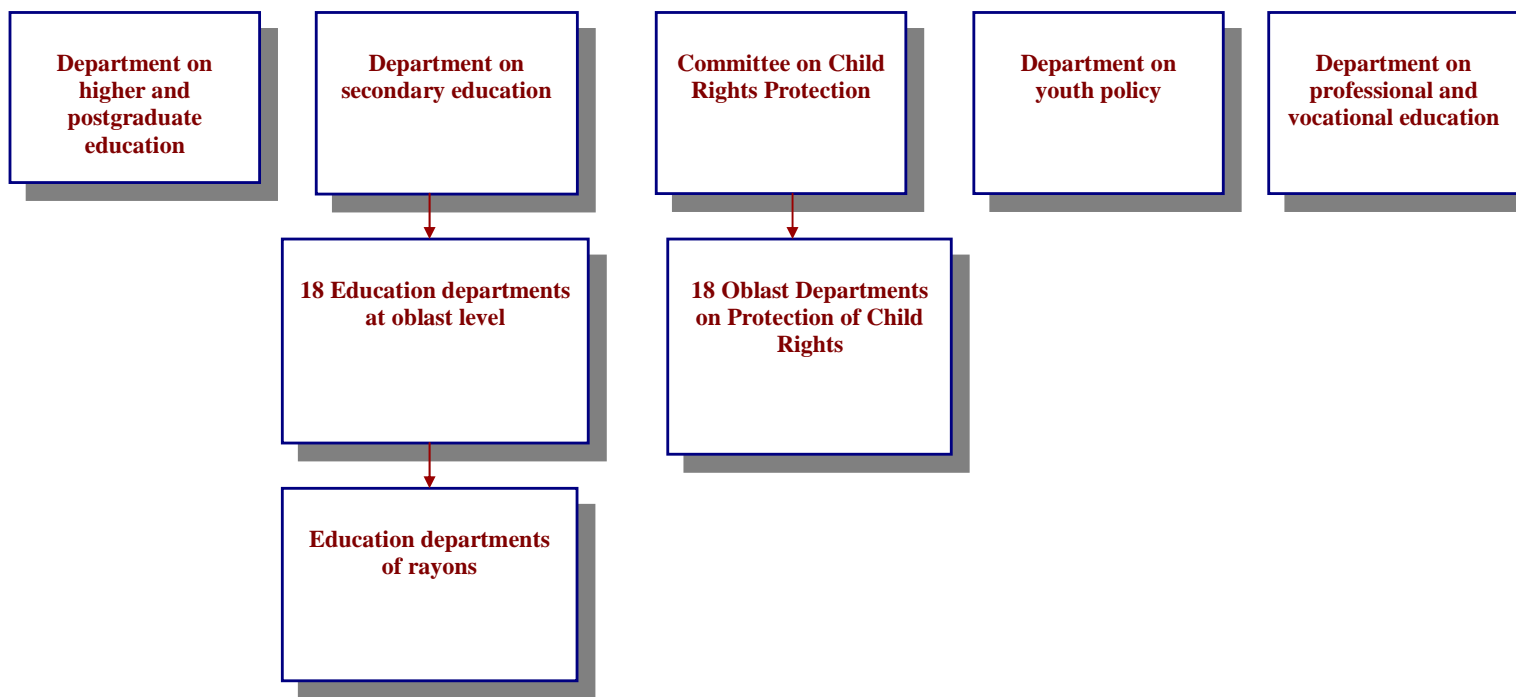 Department on
higher and
postgraduate
education
Department on
secondary education
Committee on Child
Rights Protection
Department on
youth policy
Department on
professional and
vocational education
18 Education departments
at oblast level
18 Oblast Departments
on Protection of Child
Rights
Education departments
of rayons